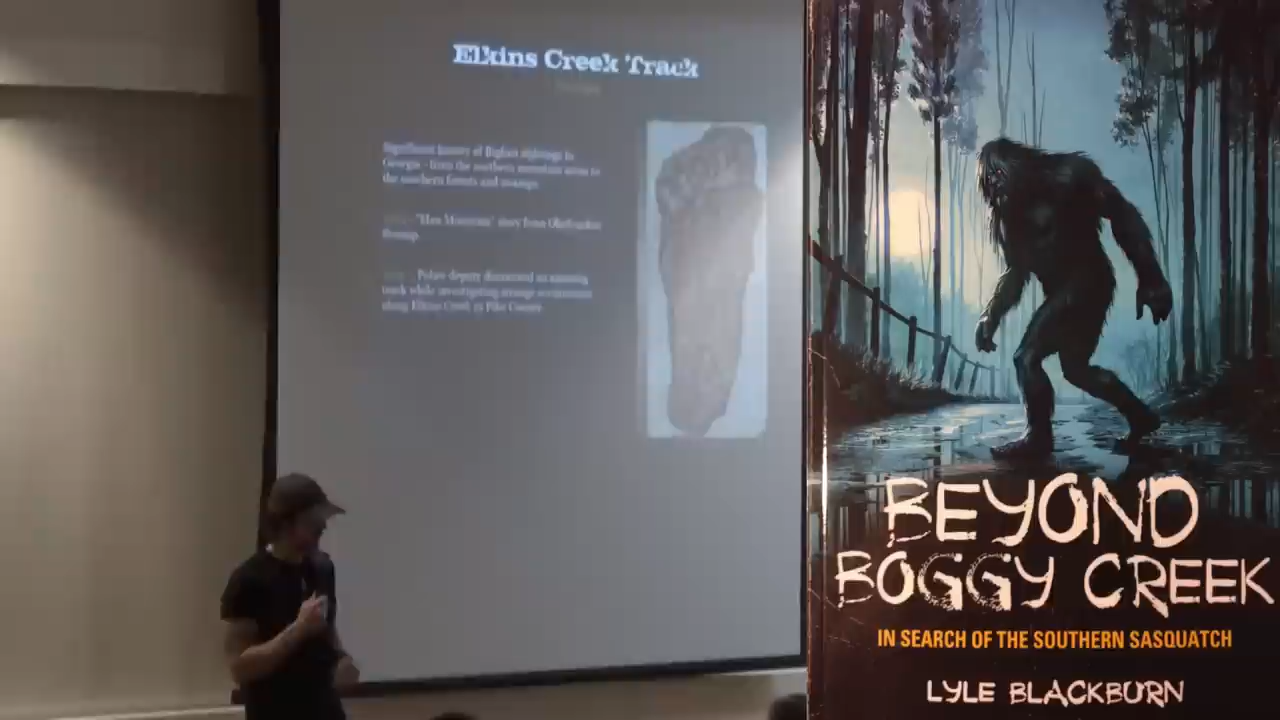 Elkins Creek Track
Significant history of Bigfoot sightings in
Georgia - from the northern mountain areas to
the southern forests and swamps.
"Man Mountain" story from Okefenokee
Swamp.
Police deputy discovered an amazing
track while investigating strange occurrences
along Elkins Creek in Pike County
BEYOND
BOGGY CREEK
IN SEARCH OF THE SOUTHERN SASQUATCH
LYLE BLACKBURN